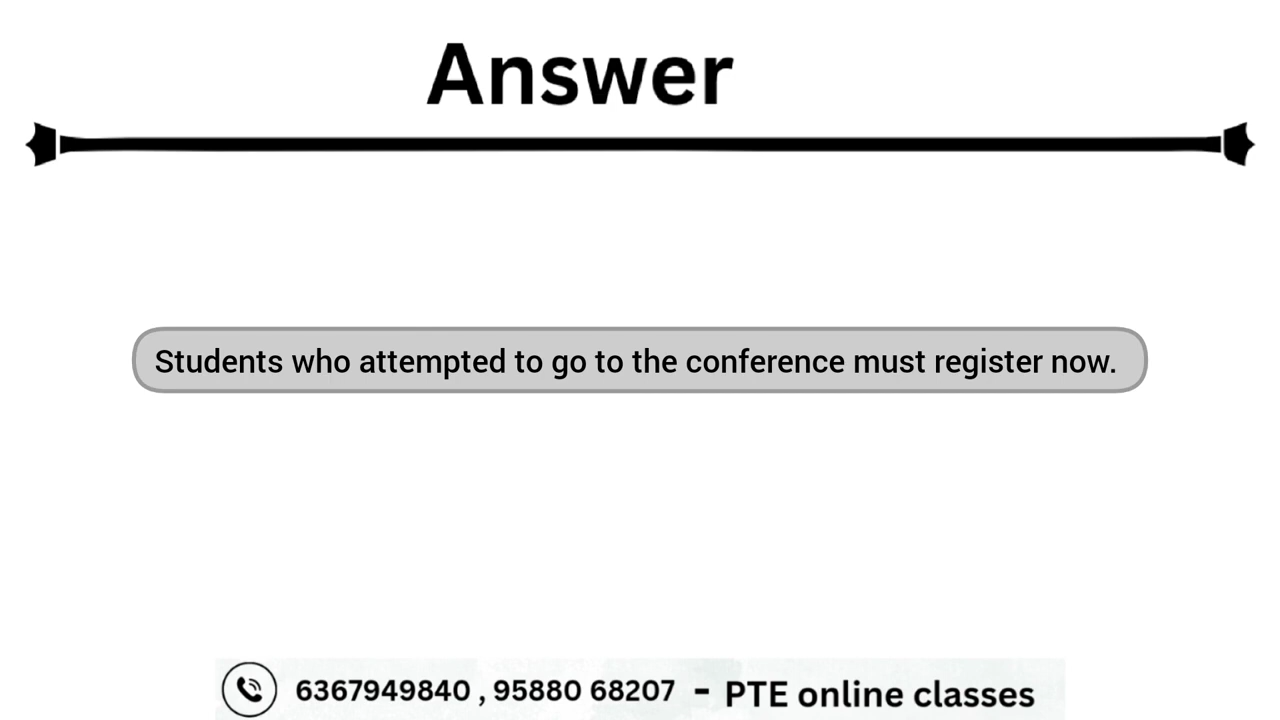 Answer
Students who attempted to go to the conference must register now.
6367949840 , 95880 68207 - PTE online classes